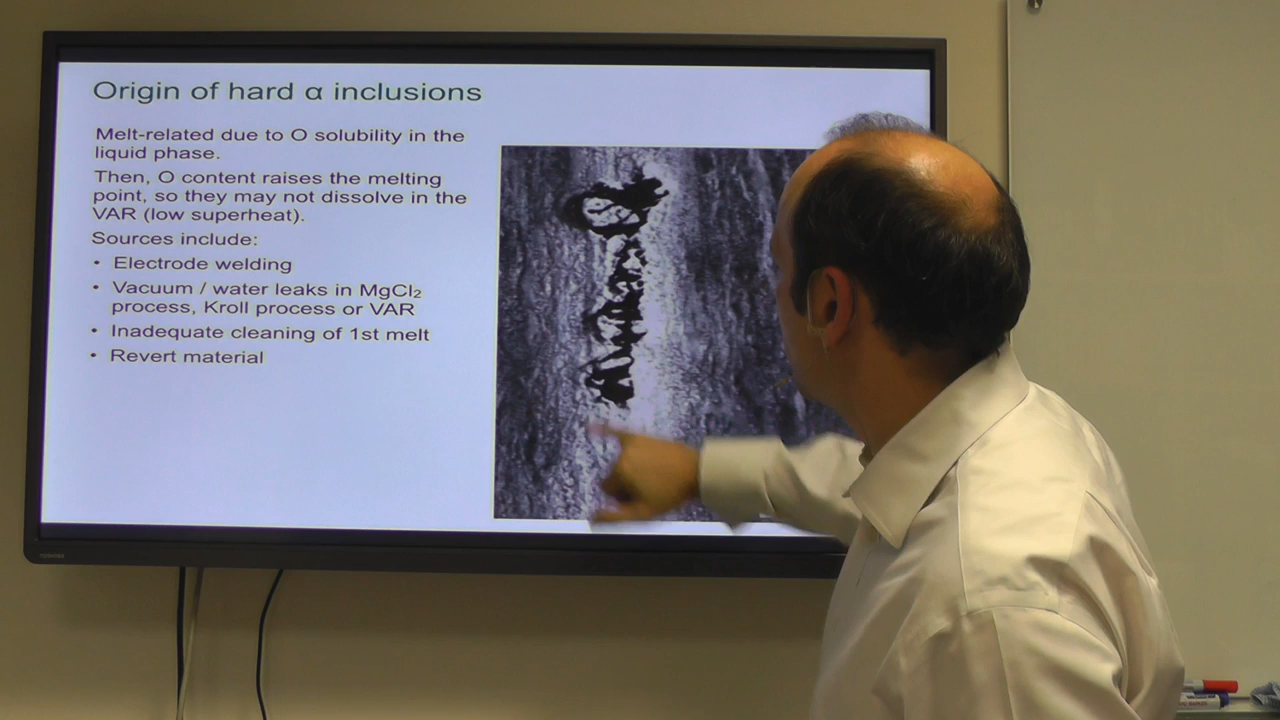 Origin of hard α inclusions
Melt-related due to O solubility in the
liquid phase.
Then, O content raises the melting
point, so they may not dissolve in the
VAR (low superheat).
Sources include:
• Electrode welding
• Vacuum / water leaks in MgCl₂
process, Kroll process or VAR
• Inadequate cleaning of 1st melt
• Revert material
TOSHIBA